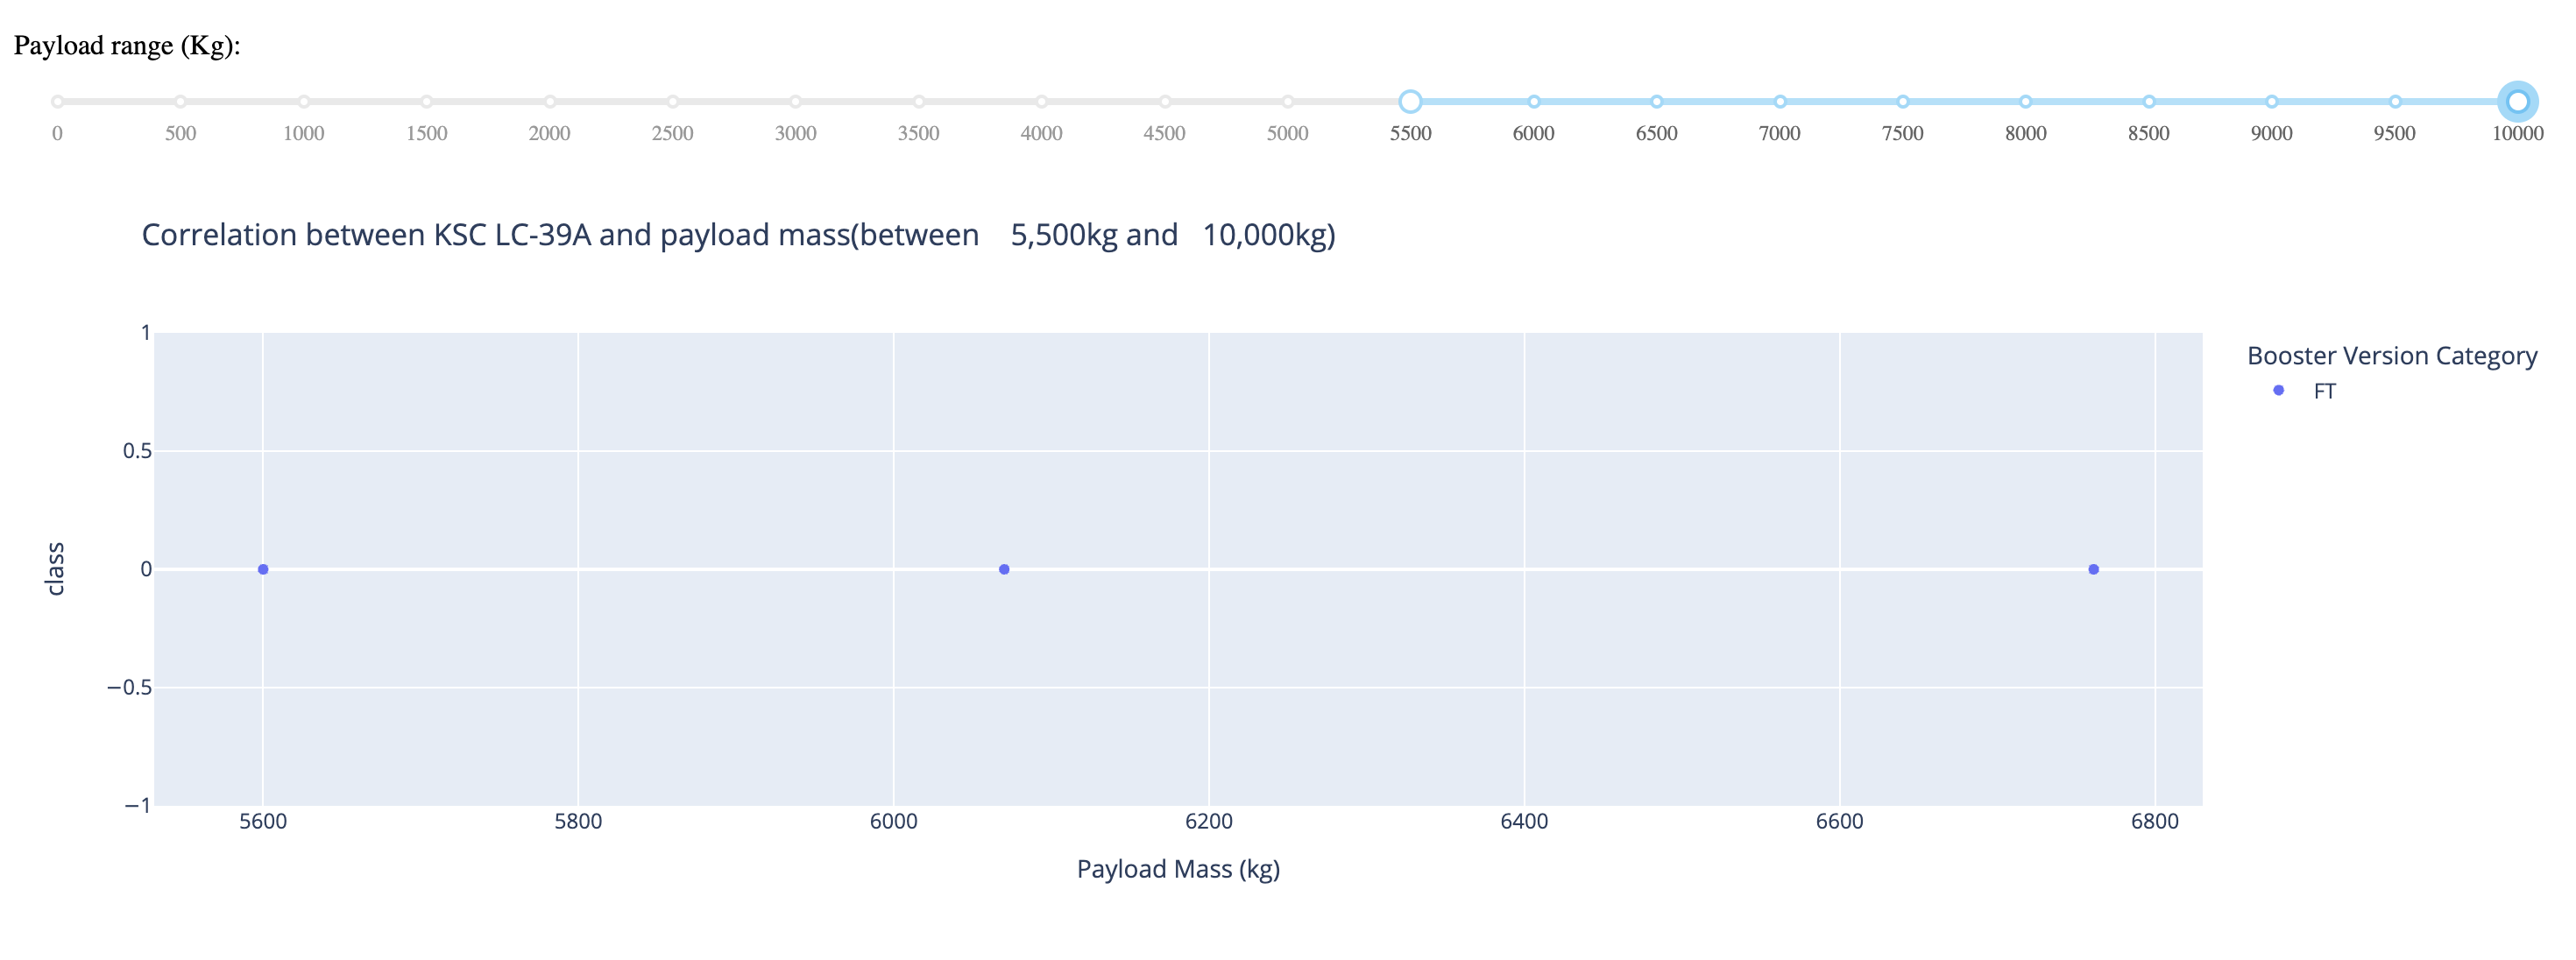 Payload range (Kg):
0 500 1000 1500 2000 2500 3000 3500 4000 4500 5000 5500 6000 6500 7000 7500 8000 8500 9000 9500 10000
Correlation between KSC LC-39A and payload mass(between 5,500kg and 10,000kg)
1
0.5
0
−0.5
−1
class
5600 5800 6000 6200 6400 6600 6800
Payload Mass (kg)
Booster Version Category
FT